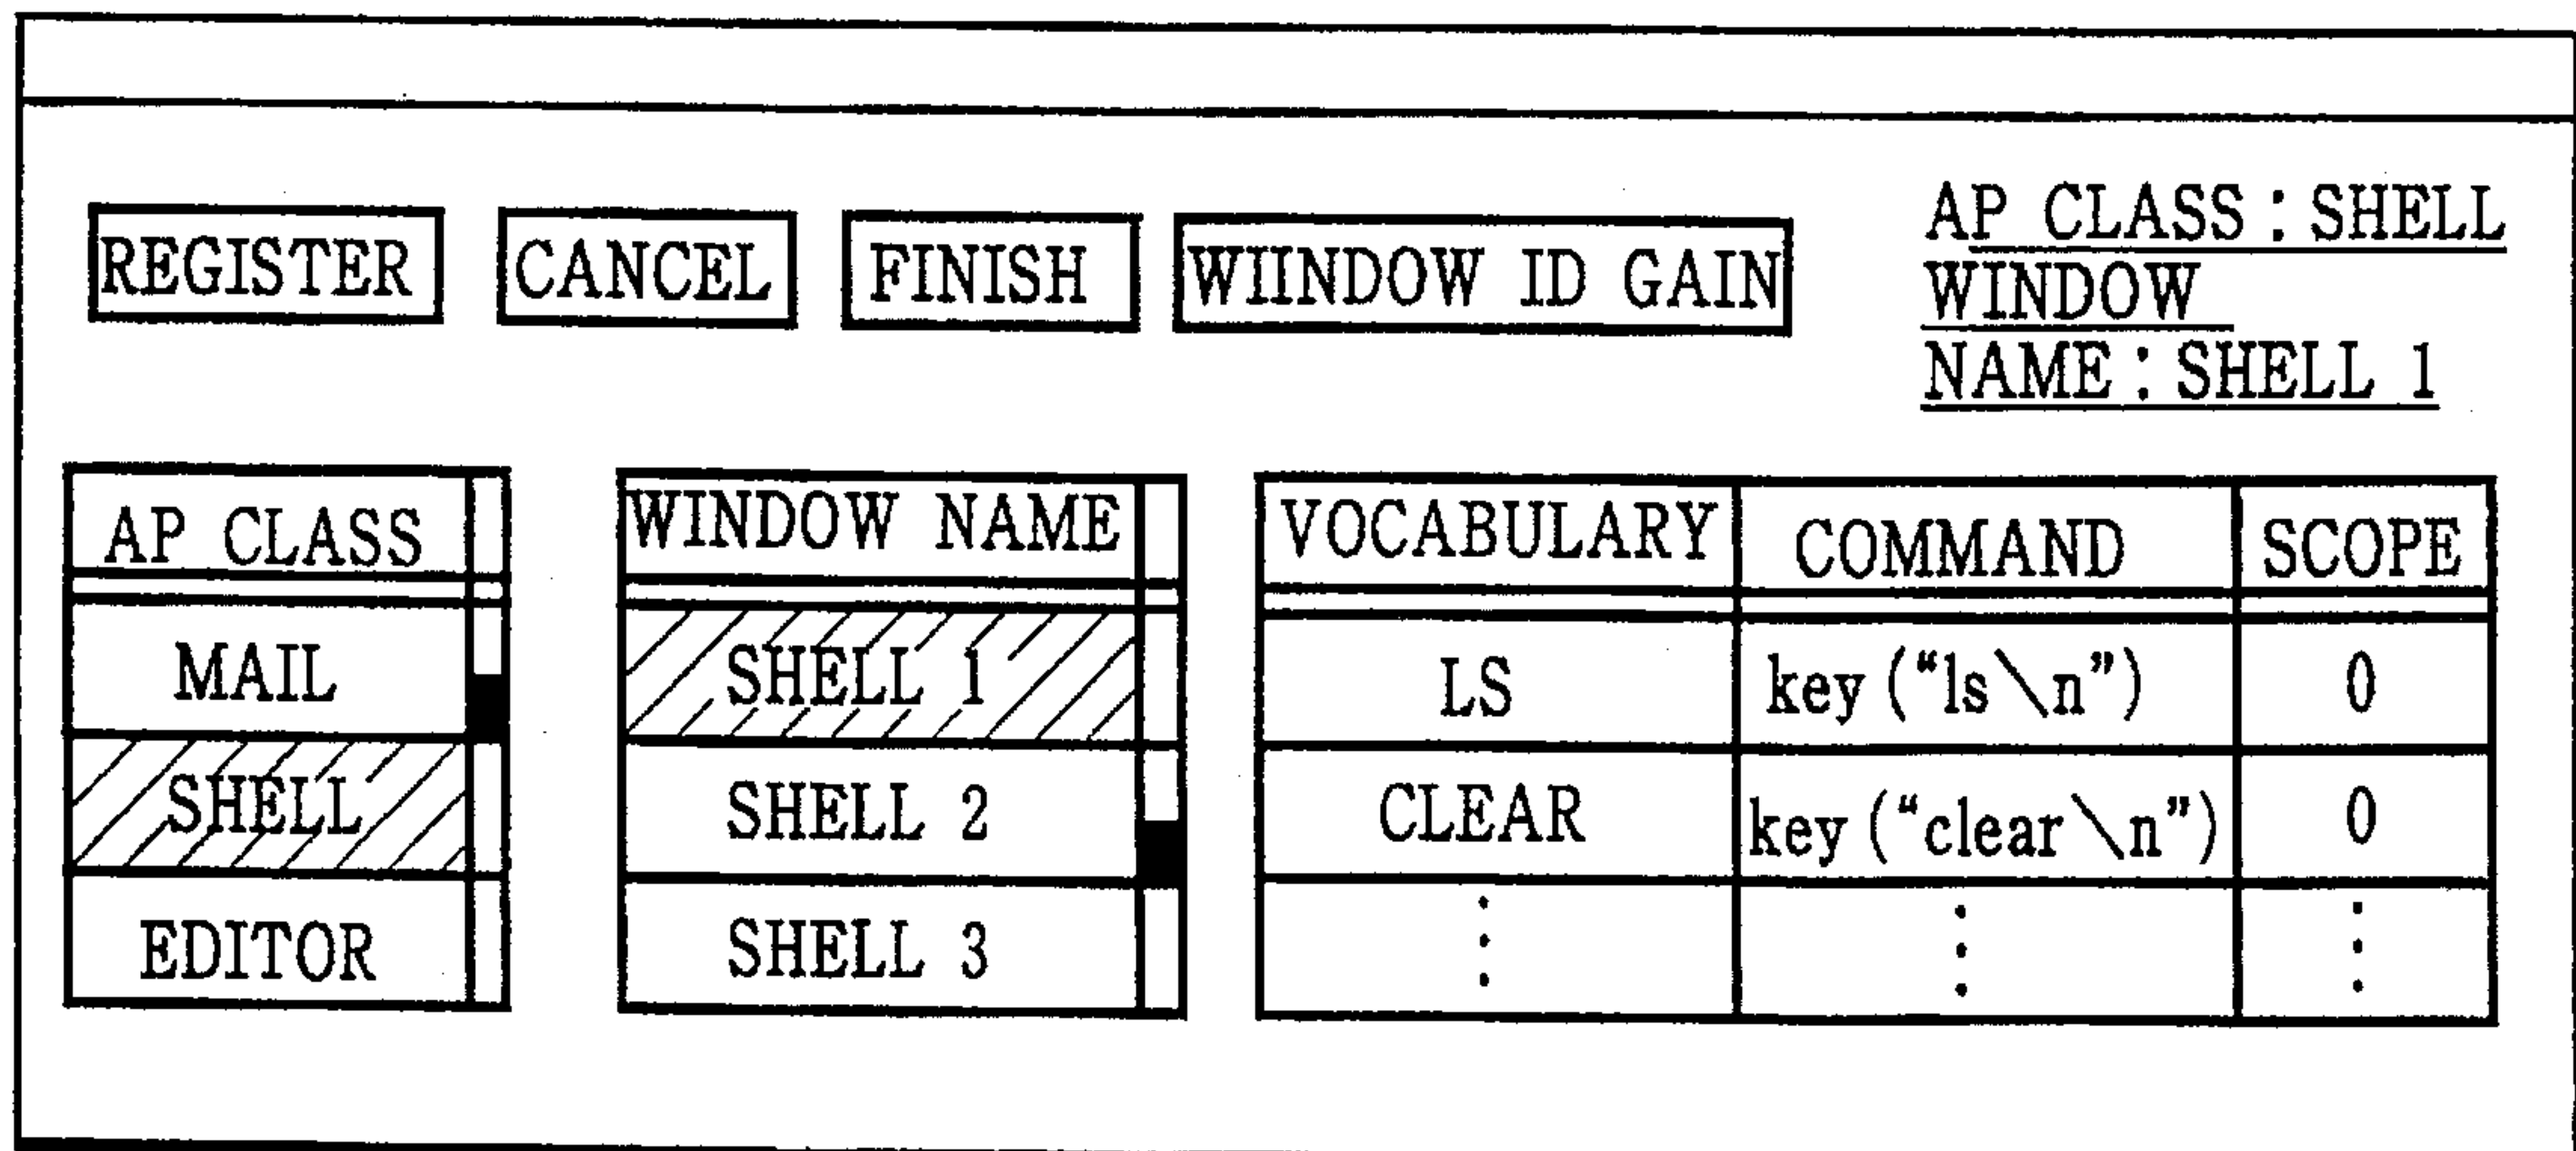 REGISTER CANCEL FINISH WIINDOW ID GAIN
AP CLASS : SHELL
WINDOW
NAME : SHELL 1
AP CLASS
MAIL
SHELL
EDITOR
WINDOW NAME
SHELL 1
SHELL 2
SHELL 3
VOCABULARY COMMAND SCOPE
LS key (“ls \n”) 0
CLEAR key (“clear \n”) 0
⋮ ⋮ ⋮